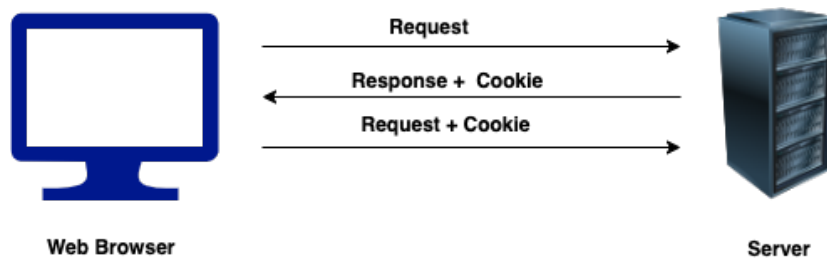 Request
Response + Cookie
Request + Cookie
Web Browser
Server